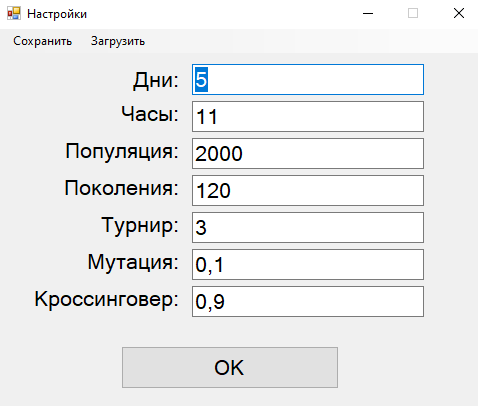 Настройки
Сохранить Загрузить
Дни: 5
Часы: 11
Популяция: 2000
Поколения: 120
Турнир: 3
Мутация: 0,1
Кроссинговер: 0,9
OK